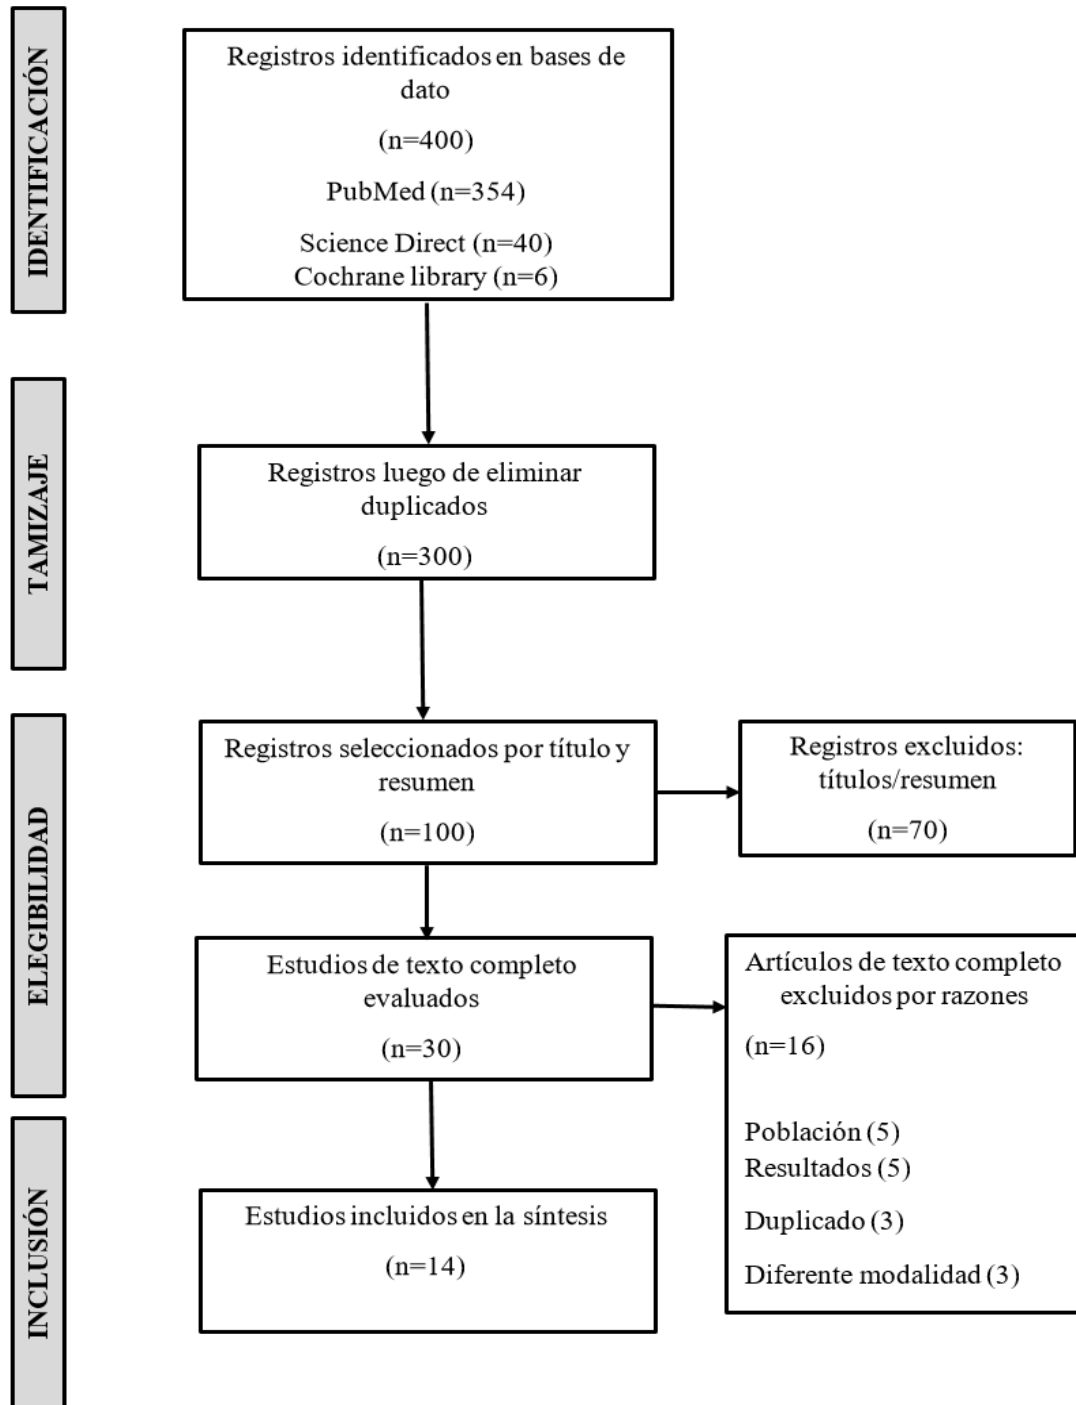 IDENTIFICACIÓN
Registros identificados en bases de
dato
(n=400)
PubMed (n=354)
Science Direct (n=40)
Cochrane library (n=6)
TAMIZAJE
Registros luego de eliminar
duplicados
(n=300)
ELEGIBILIDAD
Registros seleccionados por título y
resumen
(n=100)
Registros excluidos:
títulos/resumen
(n=70)
Estudios de texto completo
evaluados
(n=30)
Artículos de texto completo
excluidos por razones
(n=16)
Población (5)
Resultados (5)
Duplicado (3)
Diferente modalidad (3)
INCLUSIÓN
Estudios incluidos en la síntesis
(n=14)